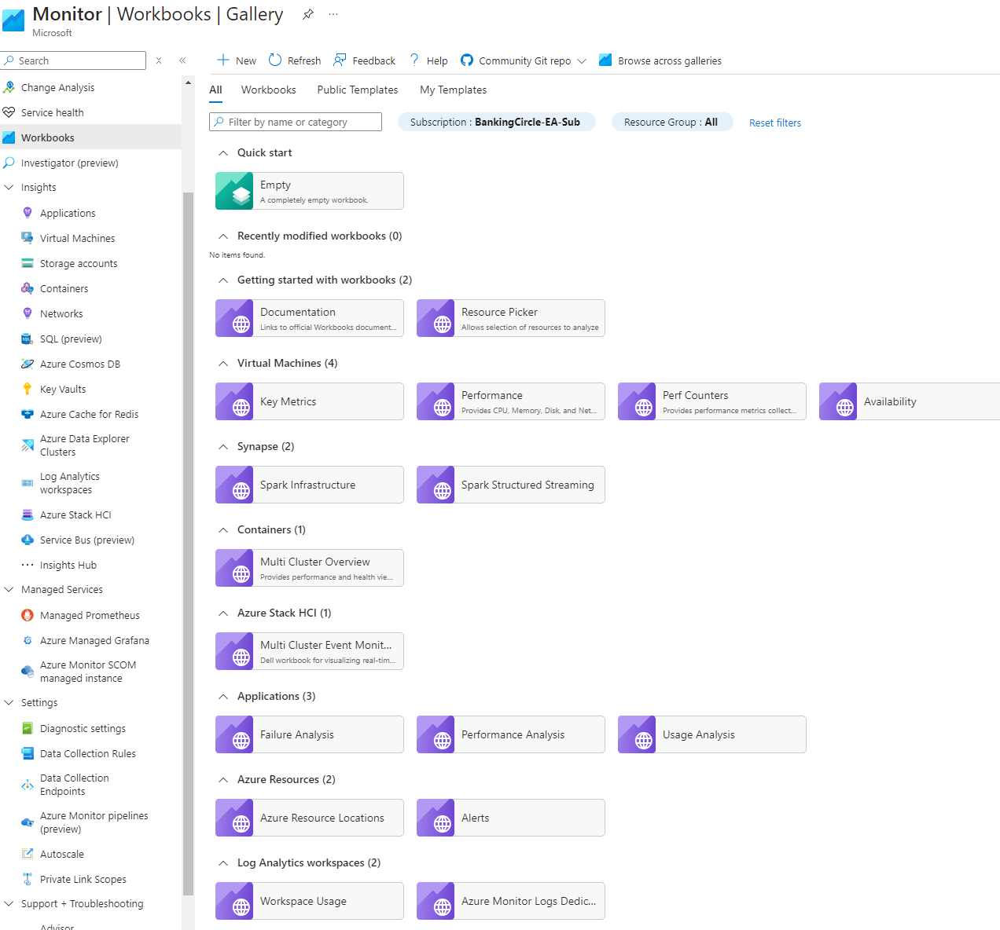 Monitor | Workbooks | Gallery
Microsoft
Search
Change Analysis
Service health
Workbooks
Investigator (preview)
Insights
Applications
Virtual Machines
Storage accounts
Containers
Networks
SQL (preview)
Azure Cosmos DB
Key Vaults
Azure Cache for Redis
Azure Data Explorer
Clusters
Log Analytics
workspaces
Azure Stack HCI
Service Bus (preview)
Insights Hub
Managed Services
Managed Prometheus
Azure Managed Grafana
Azure Monitor SCOM
managed instance
Settings
Diagnostic settings
Data Collection Rules
Data Collection
Endpoints
Azure Monitor pipelines
(preview)
Autoscale
Private Link Scopes
Support + Troubleshooting
Advisor
New Refresh Feedback Help Community Git repo Browse across galleries
All Workbooks Public Templates My Templates
Filter by name or category Subscription : BankingCircle-EA-Sub Resource Group : All Reset filters
Quick start
Empty
A completely empty workbook.
Recently modified workbooks (0)
No items found.
Getting started with workbooks (2)
Documentation
Links to official Workbooks document...
Resource Picker
Allows selection of resources to analyze
Virtual Machines (4)
Key Metrics
Performance
Provides CPU, Memory, Disk, and Net...
Perf Counters
Provides performance metrics collect...
Availability
Synapse (2)
Spark Infrastructure
Spark Structured Streaming
Containers (1)
Multi Cluster Overview
Provides performance and health vie...
Azure Stack HCI (1)
Multi Cluster Event Monit...
Dell workbook for visualizing real-tim...
Applications (3)
Failure Analysis
Performance Analysis
Usage Analysis
Azure Resources (2)
Azure Resource Locations
Alerts
Log Analytics workspaces (2)
Workspace Usage
Azure Monitor Logs Dedic...